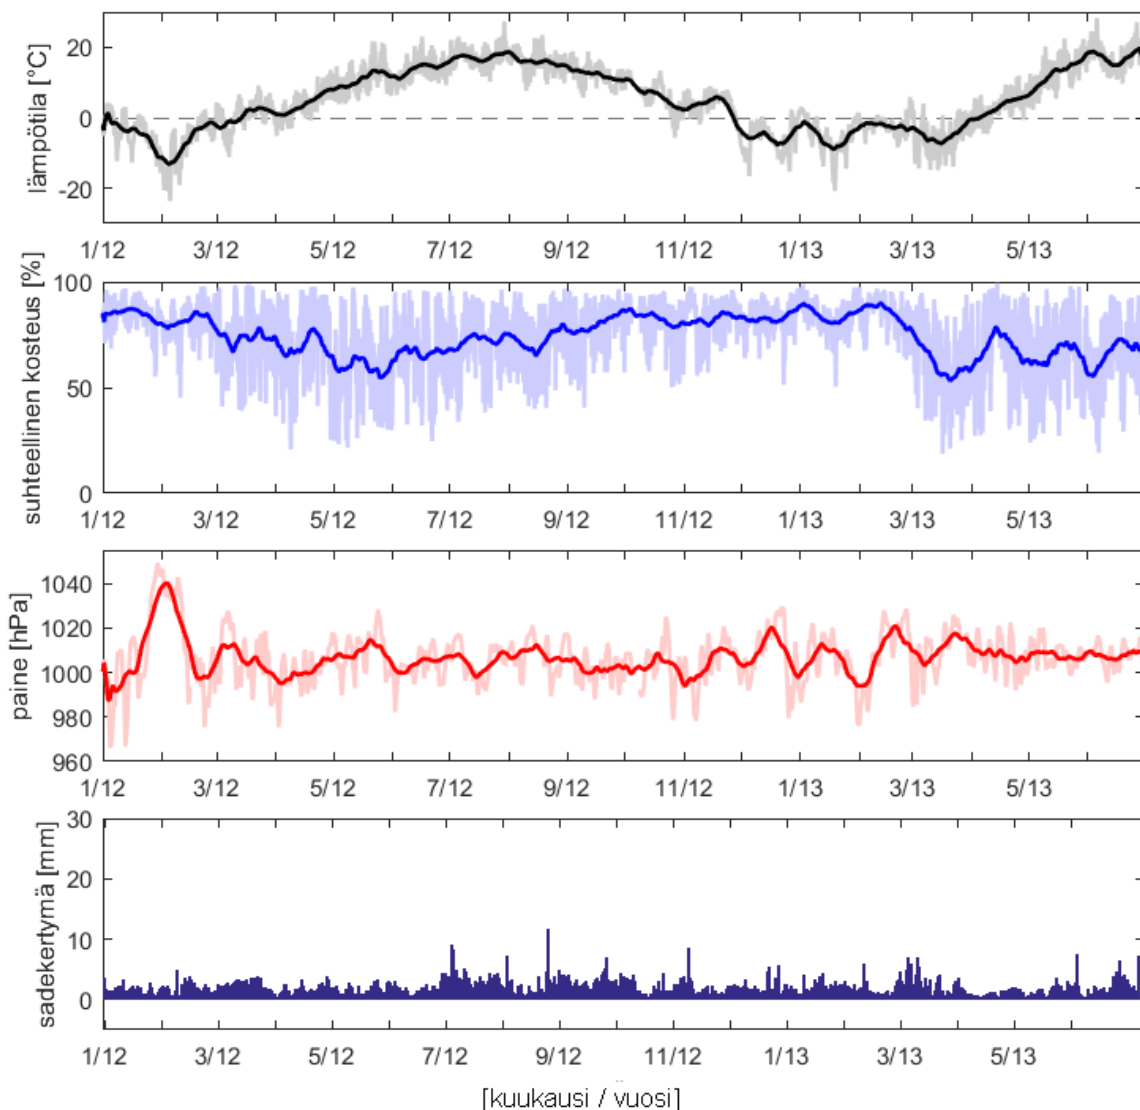 lämpötila [°C]
20
0
-20
1/12 3/12 5/12 7/12 9/12 11/12 1/13 3/13 5/13
suhteellinen kosteus [%]
100
50
0
1/12 3/12 5/12 7/12 9/12 11/12 1/13 3/13 5/13
paine [hPa]
1040
1020
1000
980
960
1/12 3/12 5/12 7/12 9/12 11/12 1/13 3/13 5/13
sadekertymä [mm]
30
20
10
0
1/12 3/12 5/12 7/12 9/12 11/12 1/13 3/13 5/13
[kuukausi / vuosi]